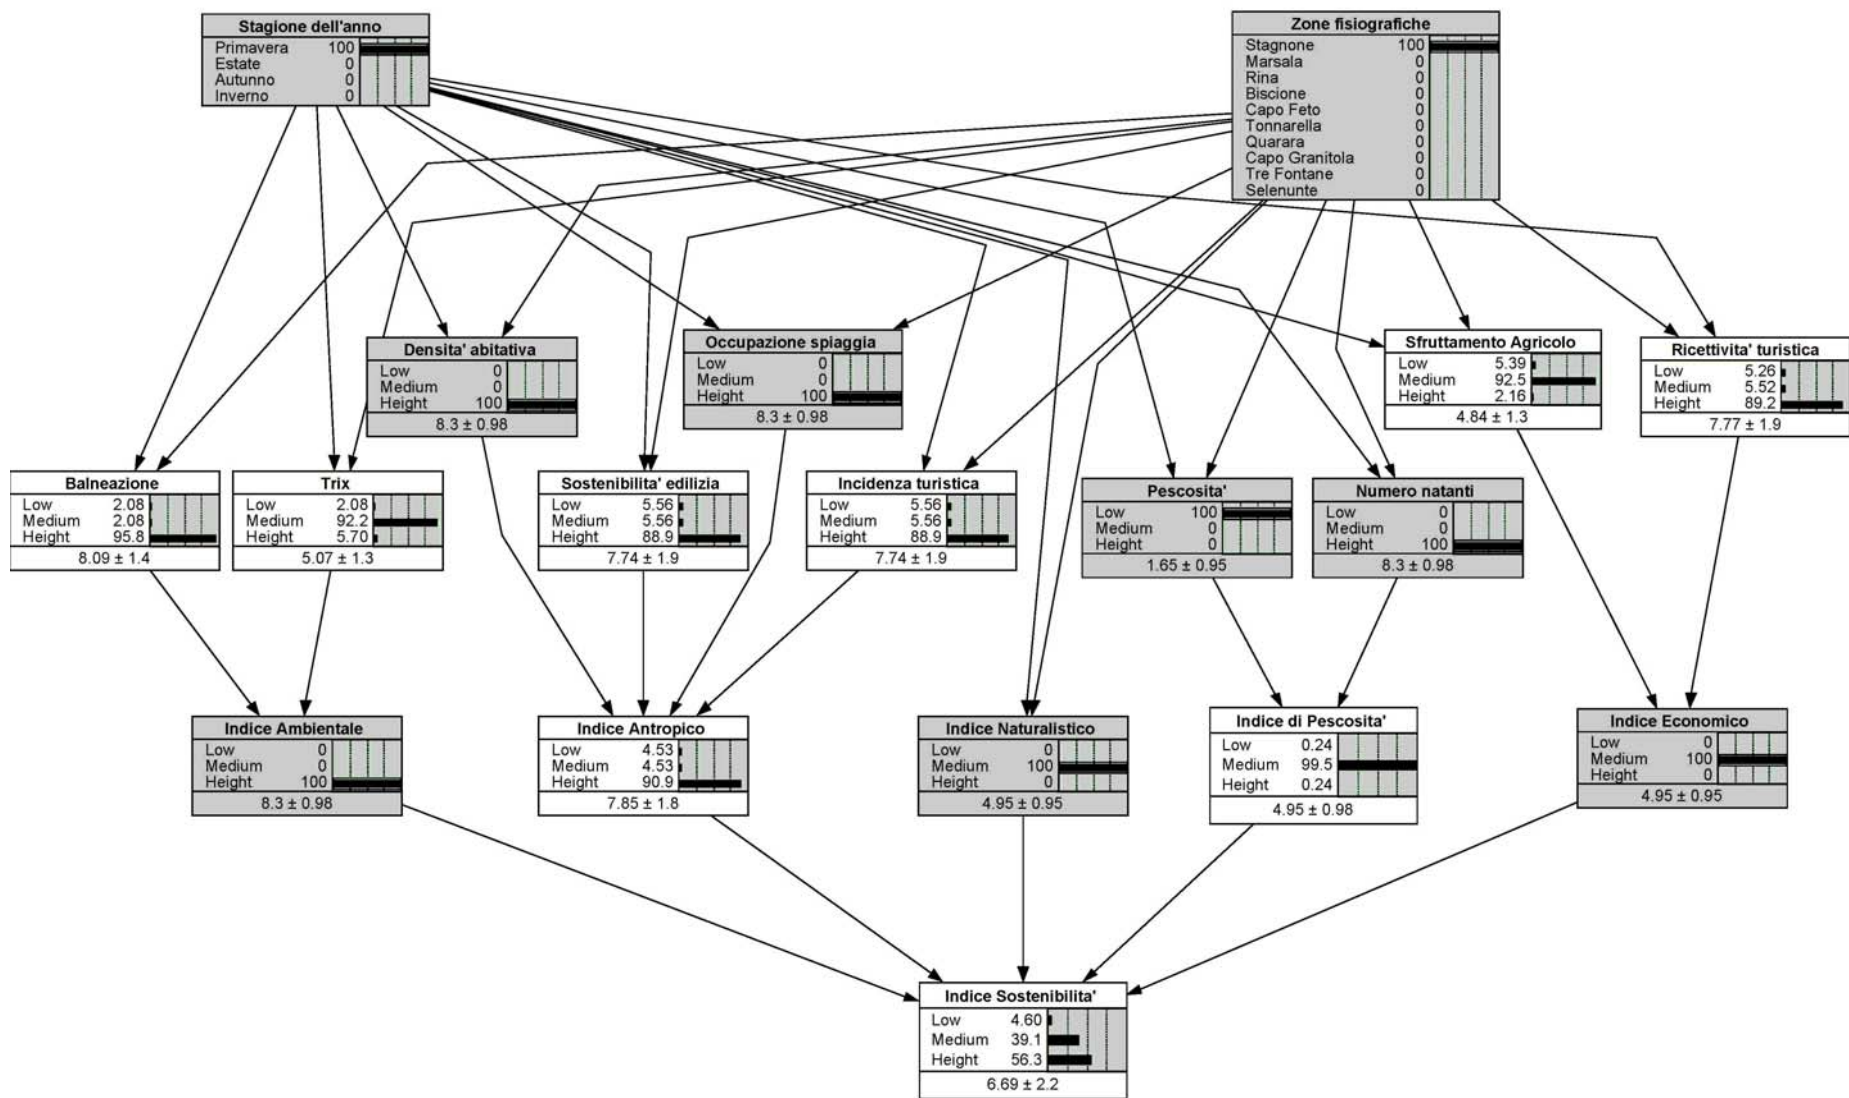 Stagione dell'anno
Primavera 100
Estate 0
Autunno 0
Inverno 0
Zone fisiografiche
Stagnone 100
Marsala 0
Rina 0
Biscione 0
Capo Feto 0
Tonnarella 0
Quarara 0
Capo Granitola 0
Tre Fontane 0
Selenunte 0
Densita' abitativa
Low 0
Medium 0
Height 100
8.3 ± 0.98
Occupazione spiaggia
Low 0
Medium 0
Height 100
8.3 ± 0.98
Sfruttamento Agricolo
Low 5.39
Medium 92.5
Height 2.16
4.84 ± 1.3
Ricettivita' turistica
Low 5.26
Medium 5.52
Height 89.2
7.77 ± 1.9
Balneazione
Low 2.08
Medium 2.08
Height 95.8
8.09 ± 1.4
Trix
Low 2.08
Medium 92.2
Height 5.70
5.07 ± 1.3
Sostenibilita' edilizia
Low 5.56
Medium 5.56
Height 88.9
7.74 ± 1.9
Incidenza turistica
Low 5.56
Medium 5.56
Height 88.9
7.74 ± 1.9
Pescosita'
Low 100
Medium 0
Height 0
1.65 ± 0.95
Numero natanti
Low 0
Medium 0
Height 100
8.3 ± 0.98
Indice Ambientale
Low 0
Medium 0
Height 100
8.3 ± 0.98
Indice Antropico
Low 4.53
Medium 4.53
Height 90.9
7.85 ± 1.8
Indice Naturalistico
Low 0
Medium 100
Height 0
4.95 ± 0.95
Indice di Pescosita'
Low 0.24
Medium 99.5
Height 0.24
4.95 ± 0.98
Indice Economico
Low 0
Medium 100
Height 0
4.95 ± 0.95
Indice Sostenibilita'
Low 4.60
Medium 39.1
Height 56.3
6.69 ± 2.2